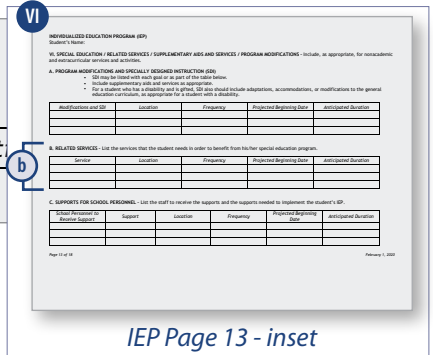 VI
INDIVIDUALIZED EDUCATION PROGRAM (IEP)
Student's Name:
VI. SPECIAL EDUCATION / RELATED SERVICES / SUPPLEMENTARY AIDS AND SERVICES / PROGRAM MODIFICATIONS – Include, as appropriate, for nonacademic
and extracurricular services and activities.
A. PROGRAM MODIFICATIONS AND SPECIALLY DESIGNED INSTRUCTION (SDI)
• SDI may be listed with each goal or as part of the table below.
• Include supplementary aids and services as appropriate.
• For a student who has a disability and is gifted, SDI also should include adaptations, accommodations, or modifications to the general
education curriculum, as appropriate for a student with a disability.
Modifications and SDI Location Frequency Projected Beginning Date Anticipated Duration
b
B. RELATED SERVICES – List the services that the student needs in order to benefit from his/her special education program.
Service Location Frequency Projected Beginning Date Anticipated Duration
C. SUPPORTS FOR SCHOOL PERSONNEL – List the staff to receive the supports and the supports needed to implement the student's IEP.
School Personnel to Receive Support Support Location Frequency Projected Beginning Date Anticipated Duration
Page 13 of 18 February 1, 2020
IEP Page 13 - inset